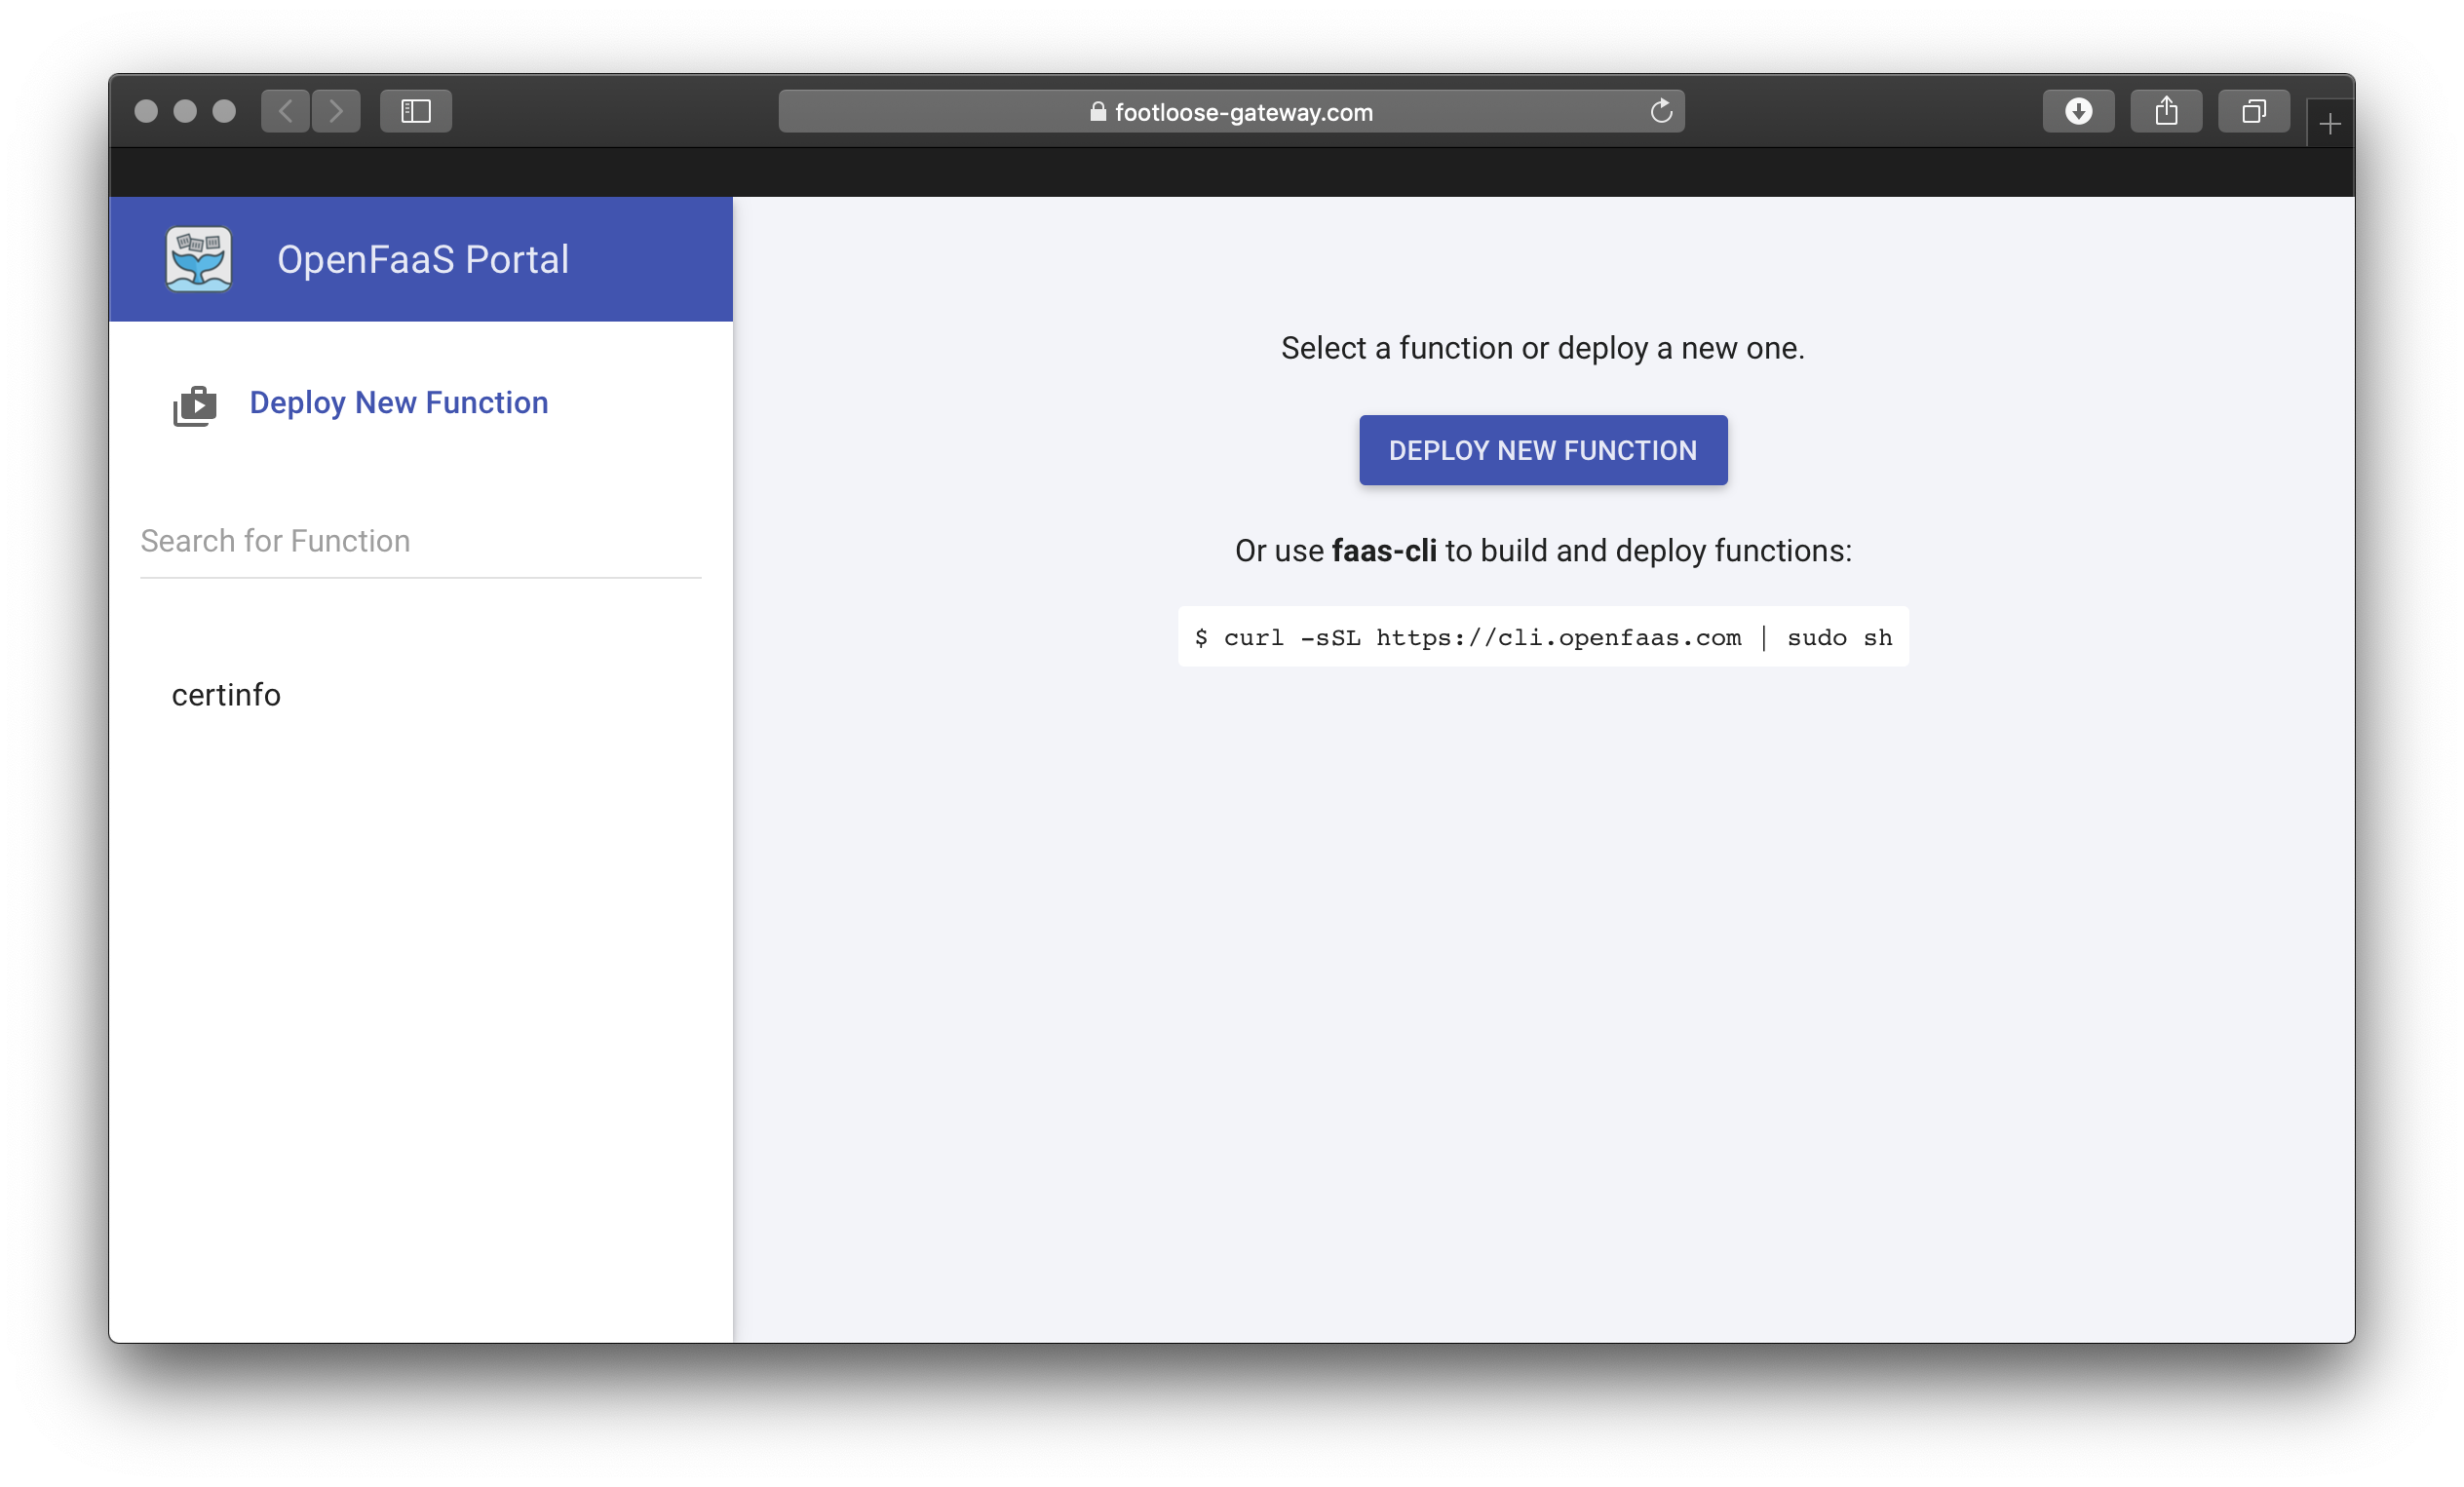 footloose-gateway.com
OpenFaaS Portal
Deploy New Function
Search for Function
certinfo
Select a function or deploy a new one.
DEPLOY NEW FUNCTION
Or use faas-cli to build and deploy functions:
$ curl -sSL https://cli.openfaas.com | sudo sh